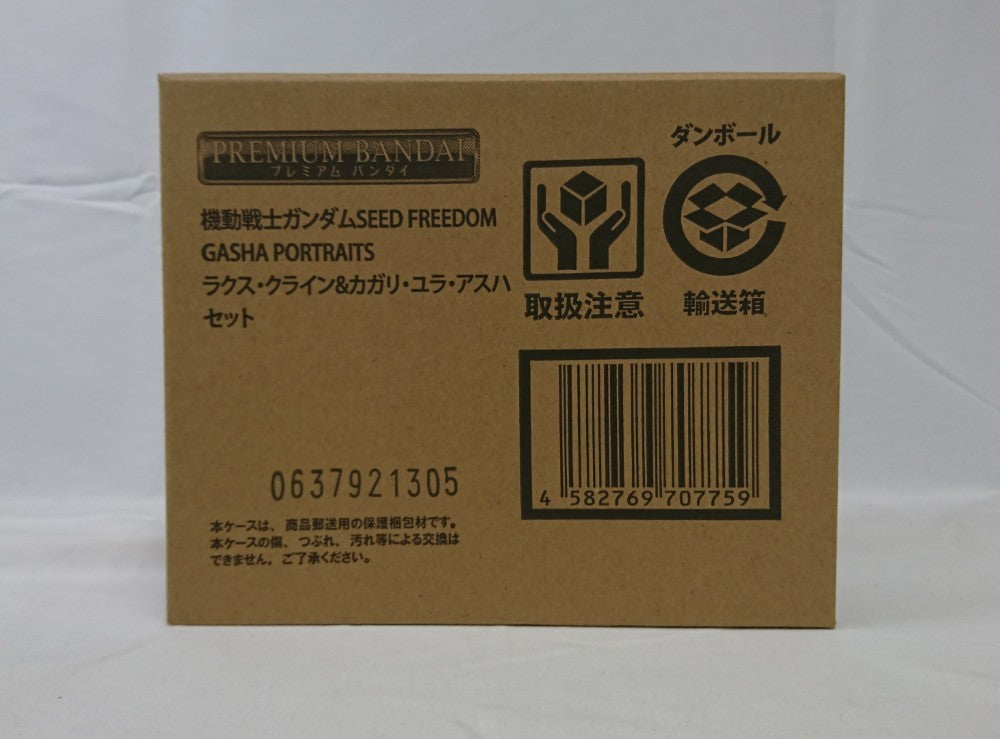 PREMIUM BANDAI
プレミアム バンダイ
機動戦士ガンダムSEED FREEDOM
GASHA PORTRAITS
ラクス・クライン&カガリ・ユラ・アスハ
セット
取扱注意
ダンボール
輸送箱
4 582769 707759
0637921305
本ケースは、商品郵送用の保護梱包材です。
本ケースの傷、つぶれ、汚れ等による交換は
できません。ご了承ください。